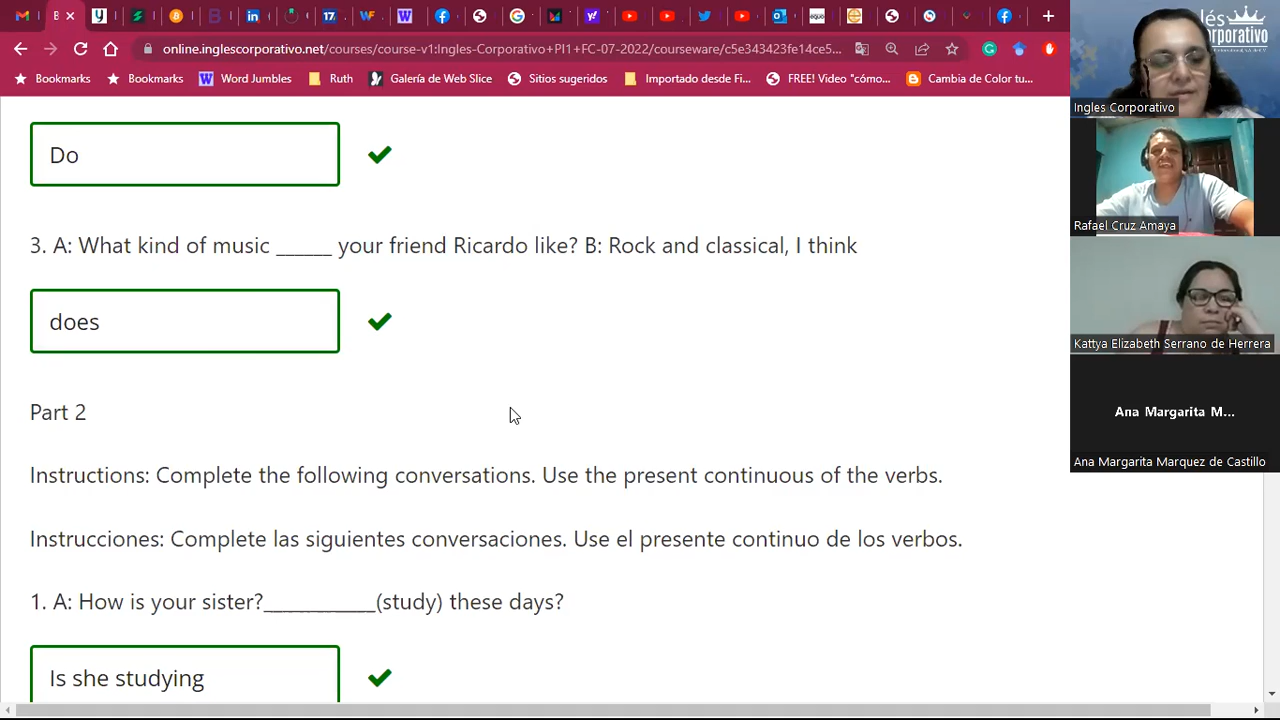 B
17
online.inglescorporativo.net/courses/course-v1:Ingles-Corporativo+PI1+FC-07-2022/courseware/c5e343423fe14ce5...
Bookmarks
Bookmarks
Word Jumbles
Ruth
Galería de Web Slice
Sitios sugeridos
Importado desde Fi...
FREE! Video "cómo...
Cambia de Color tu...
Do
3. A: What kind of music ______ your friend Ricardo like? B: Rock and classical, I think
does
Part 2
Instructions: Complete the following conversations. Use the present continuous of the verbs.
Instrucciones: Complete las siguientes conversaciones. Use el presente continuo de los verbos.
1. A: How is your sister?____________(study) these days?
Is she studying
Ingles Corporativo
Rafael Cruz Amaya
Kattya Elizabeth Serrano de Herrera
Ana Margarita M...
Ana Margarita Marquez de Castillo